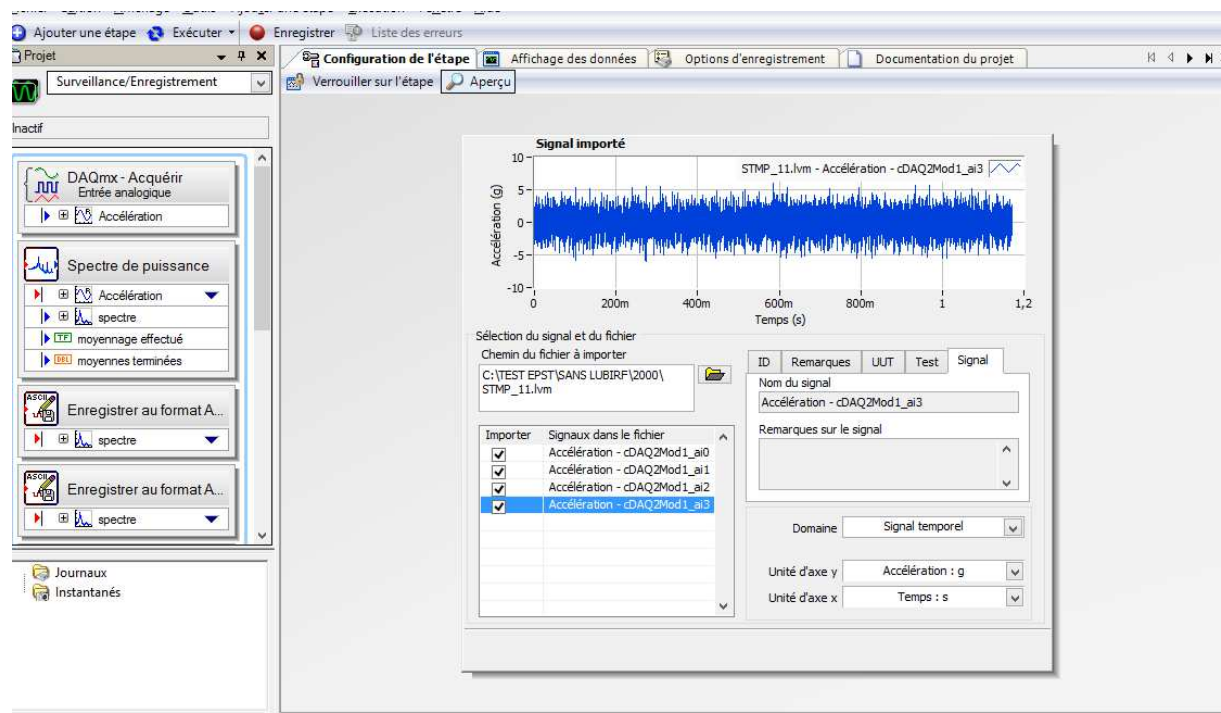 Ajouter une étape Exécuter Enregistrer Liste des erreurs
Projet
Surveillance/Enregistrement
Inactif
DAQmx - Acquérir
Entrée analogique
Accélération
Spectre de puissance
Accélération
spectre
TF moyennage effectué
DBL moyennes terminées
ASCII
Enregistrer au format A...
spectre
ASCII
Enregistrer au format A...
spectre
Journaux
Instantanés
Configuration de l'étape Affichage des données Options d'enregistrement Documentation du projet
Verrouiller sur l'étape Aperçu
Signal importé
STMP_11.lvm - Accélération - cDAQ2Mod1_ai3
Accélération (g)
10
5
0
-5
-10
0 200m 400m 600m 800m 1 1,2
Temps (s)
Sélection du signal et du fichier
Chemin du fichier à importer
C:\TEST EPST\SANS LUBIRF\2000\
STMP_11.lvm
Importer Signaux dans le fichier
Accélération - cDAQ2Mod1_ai0
Accélération - cDAQ2Mod1_ai1
Accélération - cDAQ2Mod1_ai2
Accélération - cDAQ2Mod1_ai3
ID Remarques UUT Test Signal
Nom du signal
Accélération - cDAQ2Mod1_ai3
Remarques sur le signal
Domaine Signal temporel
Unité d'axe y Accélération : g
Unité d'axe x Temps : s